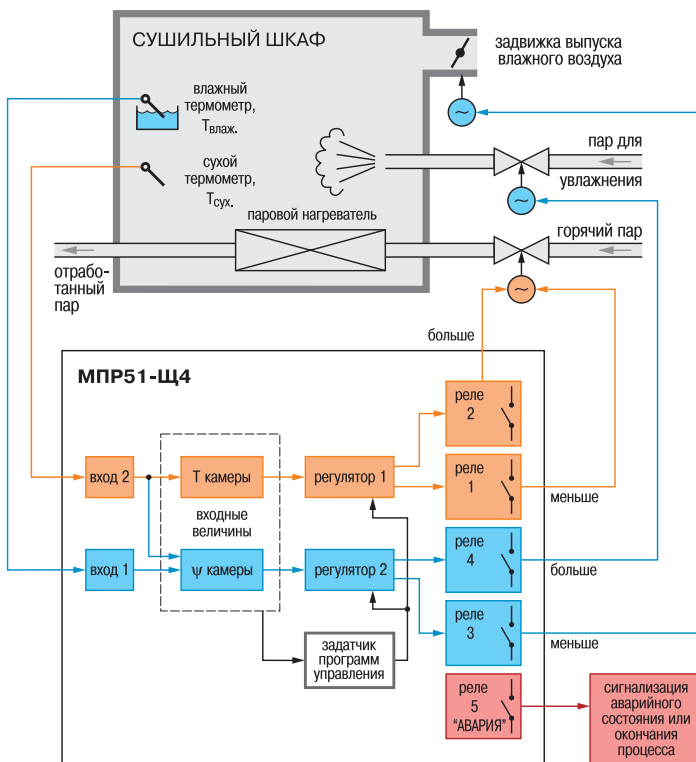 СУШИЛЬНЫЙ ШКАФ
задвижка выпуска
влажного воздуха
влажный
термометр,
Tвлаж.
сухой
термометр,
Tсух.
пар для
увлажнения
паровой нагреватель
горячий пар
отрабо-
танный
пар
больше
МПР51-Щ4
реле
2
вход 2
T камеры
регулятор 1
реле
1
меньше
входные
величины
вход 1
ψ камеры
регулятор 2
реле
4
больше
реле
3
меньше
задатчик
программ
управления
реле
5
"АВАРИЯ"
сигнализация
аварийного
состояния или
окончания
процесса